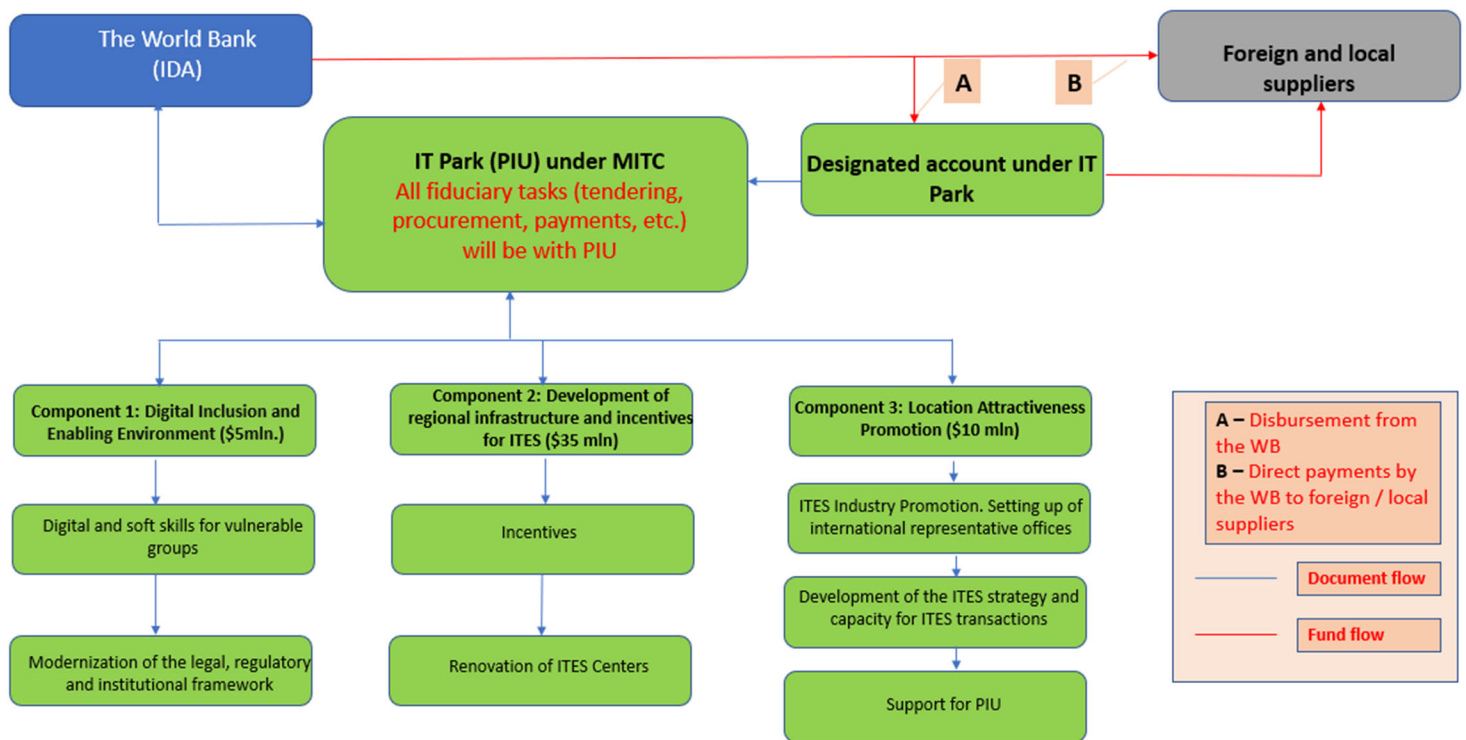 The World Bank
(IDA)
Foreign and local
suppliers
A
B
IT Park (PIU) under MITC
All fiduciary tasks (tendering,
procurement, payments, etc.)
will be with PIU
Designated account under IT
Park
Component 1: Digital Inclusion and
Enabling Environment ($5mln.)
Component 2: Development of
regional infrastructure and incentives
for ITES ($35 mln)
Component 3: Location Attractiveness
Promotion ($10 mln)
Digital and soft skills for vulnerable
groups
Incentives
ITES Industry Promotion. Setting up of
international representative offices
Development of the ITES strategy and
capacity for ITES transactions
Modernization of the legal, regulatory
and institutional framework
Renovation of ITES Centers
Support for PIU
A – Disbursement from
the WB
B – Direct payments by
the WB to foreign / local
suppliers
Document flow
Fund flow